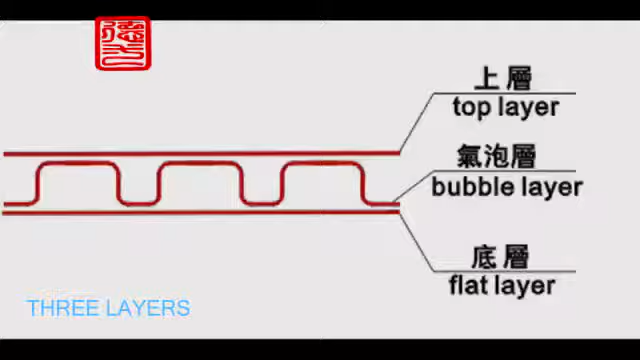 上層
top layer
氣泡層
bubble layer
底層
flat layer
THREE LAYERS